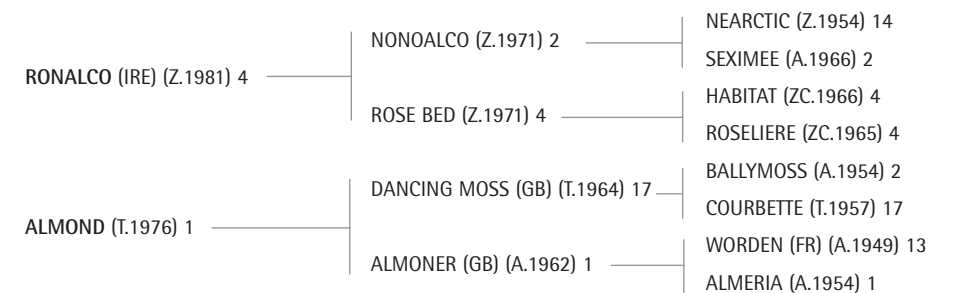 NEARCTIC (Z.1954) 14
NONOALCO (Z.1971) 2
SEXIMEE (A.1966) 2
RONALCO (IRE) (Z.1981) 4
HABITAT (ZC.1966) 4
ROSE BED (Z.1971) 4
ROSELIERE (ZC.1965) 4
BALLYMOSS (A.1954) 2
DANCING MOSS (GB) (T.1964) 17
COURBETTE (T.1957) 17
ALMOND (T.1976) 1
WORDEN (FR) (A.1949) 13
ALMONER (GB) (A.1962) 1
ALMERIA (A.1954) 1